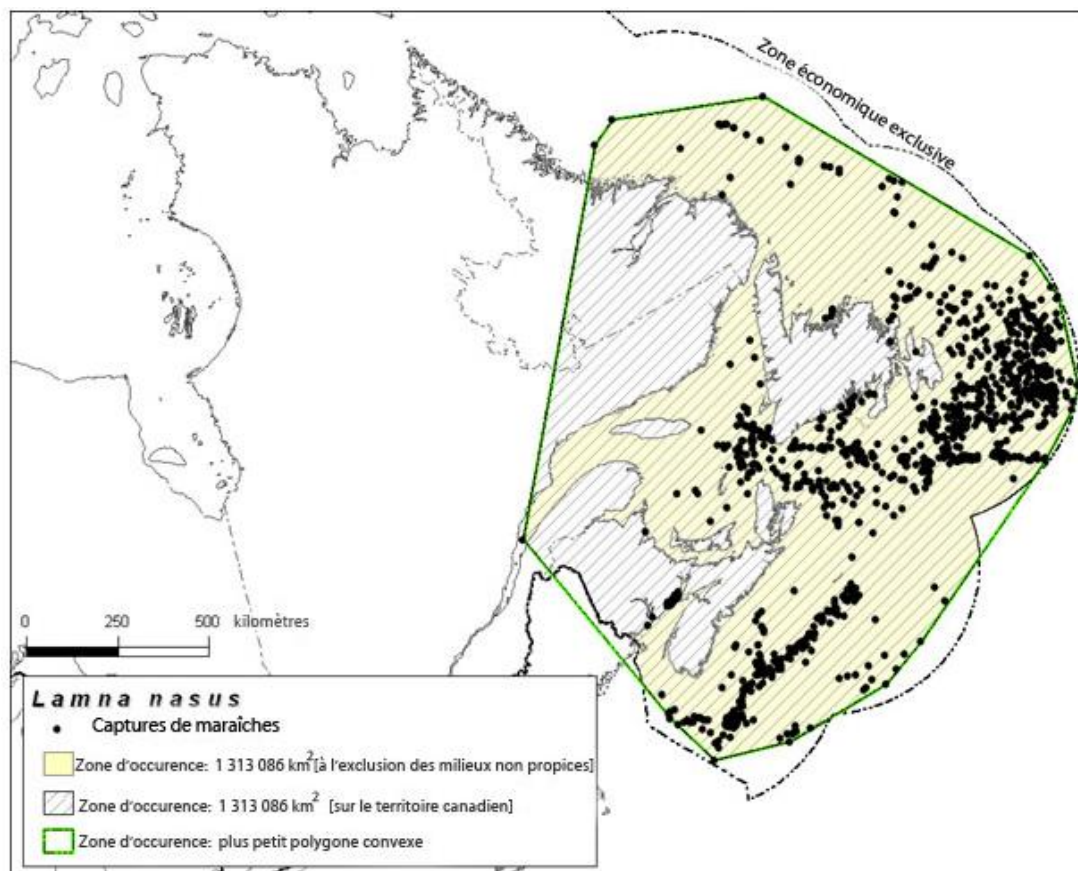 Zone économique exclusive
0 250 500 kilomètres
Lamna nasus
Captures de maraîches
Zone d'occurence: 1 313 086 km² [à l'exclusion des milieux non propices]
Zone d'occurence: 1 313 086 km² [sur le territoire canadien]
Zone d'occurence: plus petit polygone convexe